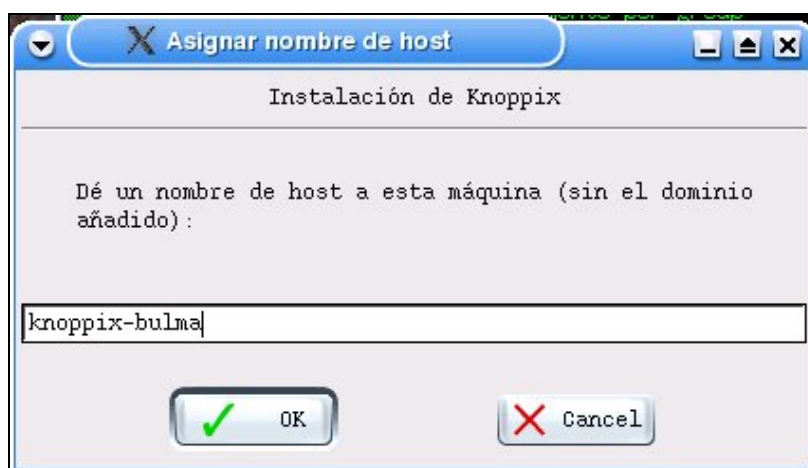 Asignar nombre de host
Instalación de Knoppix
Dé un nombre de host a esta máquina (sin el dominio
añadido):
knoppix-bulma
OK
Cancel